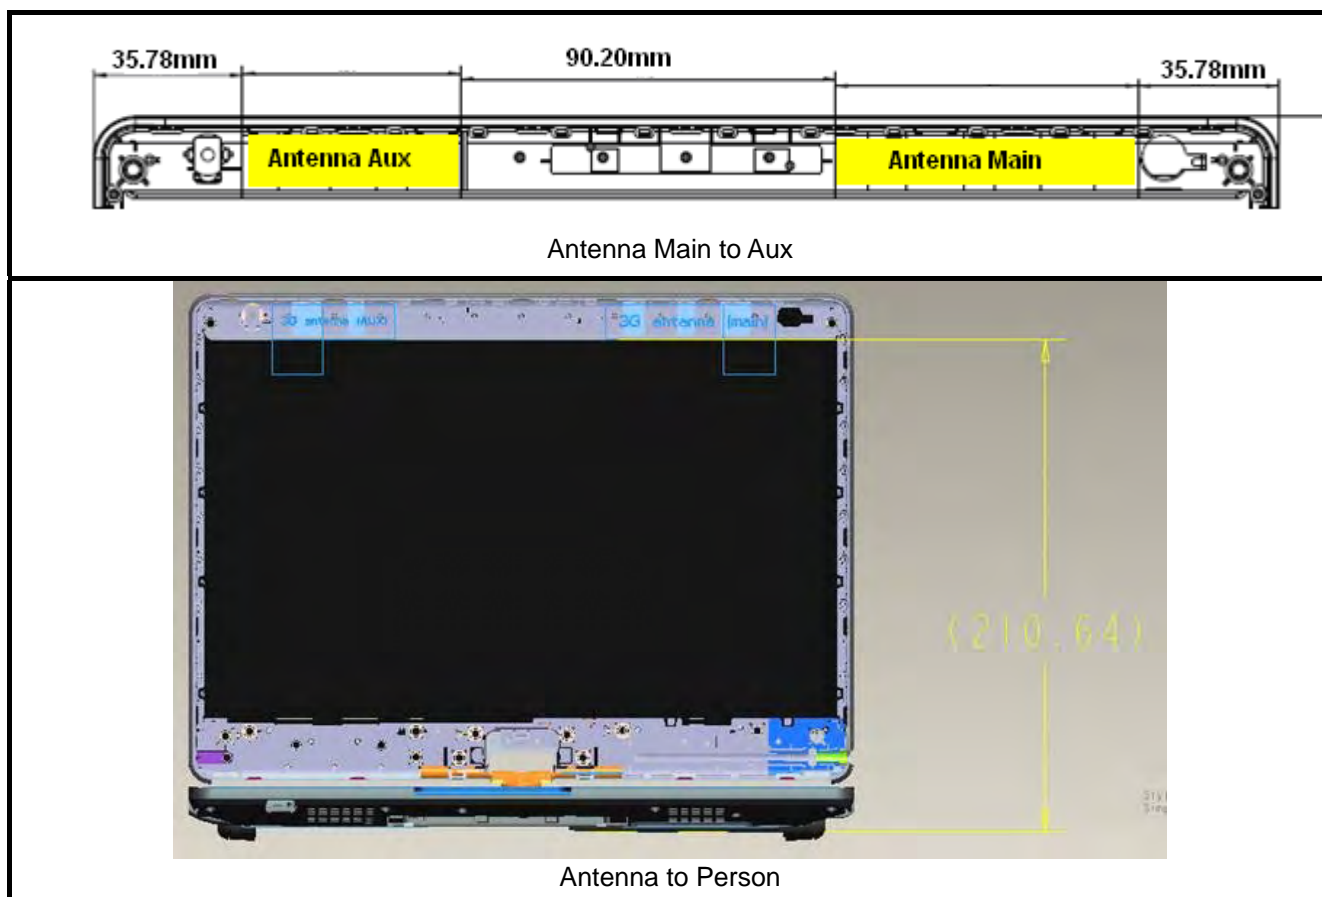 35.78mm
90.20mm
35.78mm
Antenna Aux
Antenna Main
Antenna Main to Aux
3G antenna (AUX)
3G antenna (main)
(210.64)
Antenna to Person